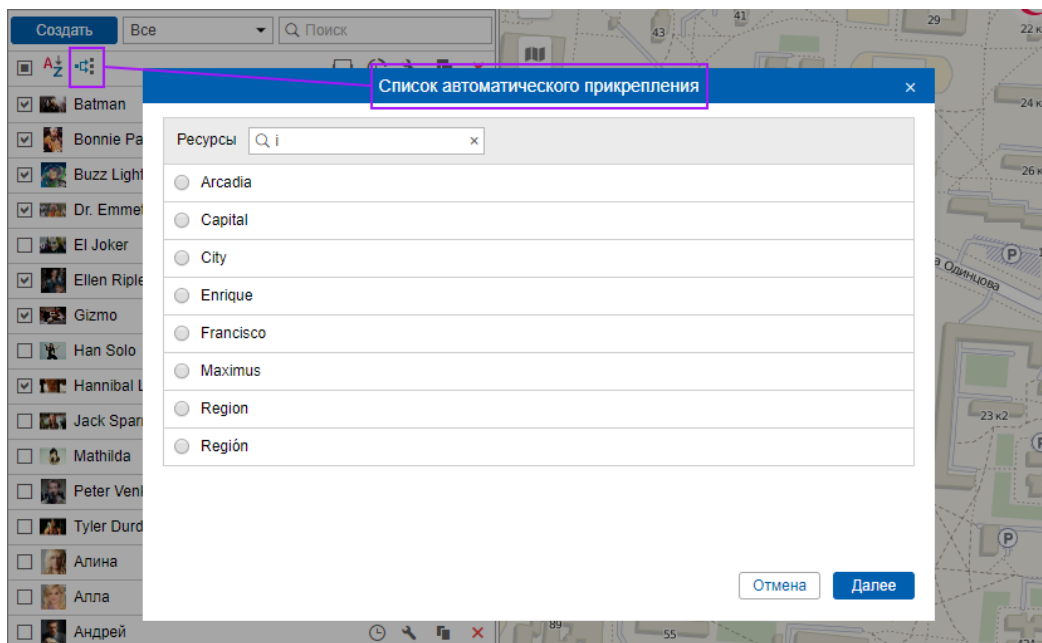 Создать Все Поиск
Список автоматического прикрепления
Ресурсы i
Arcadia
Capital
City
Enrique
Francisco
Maximus
Region
Región
Отмена Далее
Batman
Bonnie Pa
Buzz Light
Dr. Emmet
El Joker
Ellen Riple
Gizmo
Han Solo
Hannibal L
Jack Sparr
Mathilda
Peter Venk
Tyler Durd
Алина
Алла
Андрей
41
43
29
22 к
24 к
26 к
P
а Одинцова
23 к2
P
89
55